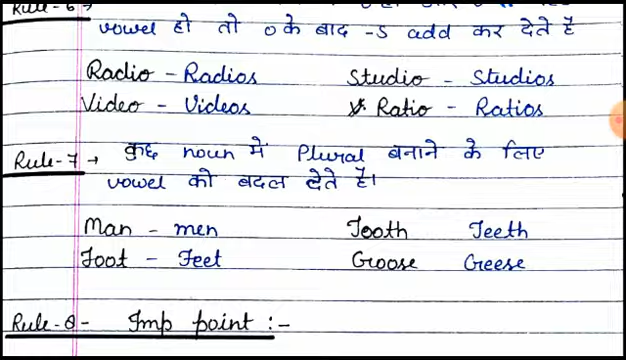 Rule-6→
vowel हो तो o के बाद -s add कर देते हैं
Radio - Radios Studio - Studios
Video - Videos Ratio - Ratios
Rule-7→ कुछ noun में Plural बनाने के लिए
vowel को बदल देते हैं।
Man - men Tooth Teeth
Foot - Feet Goose Geese
Rule-8- Imp point :-